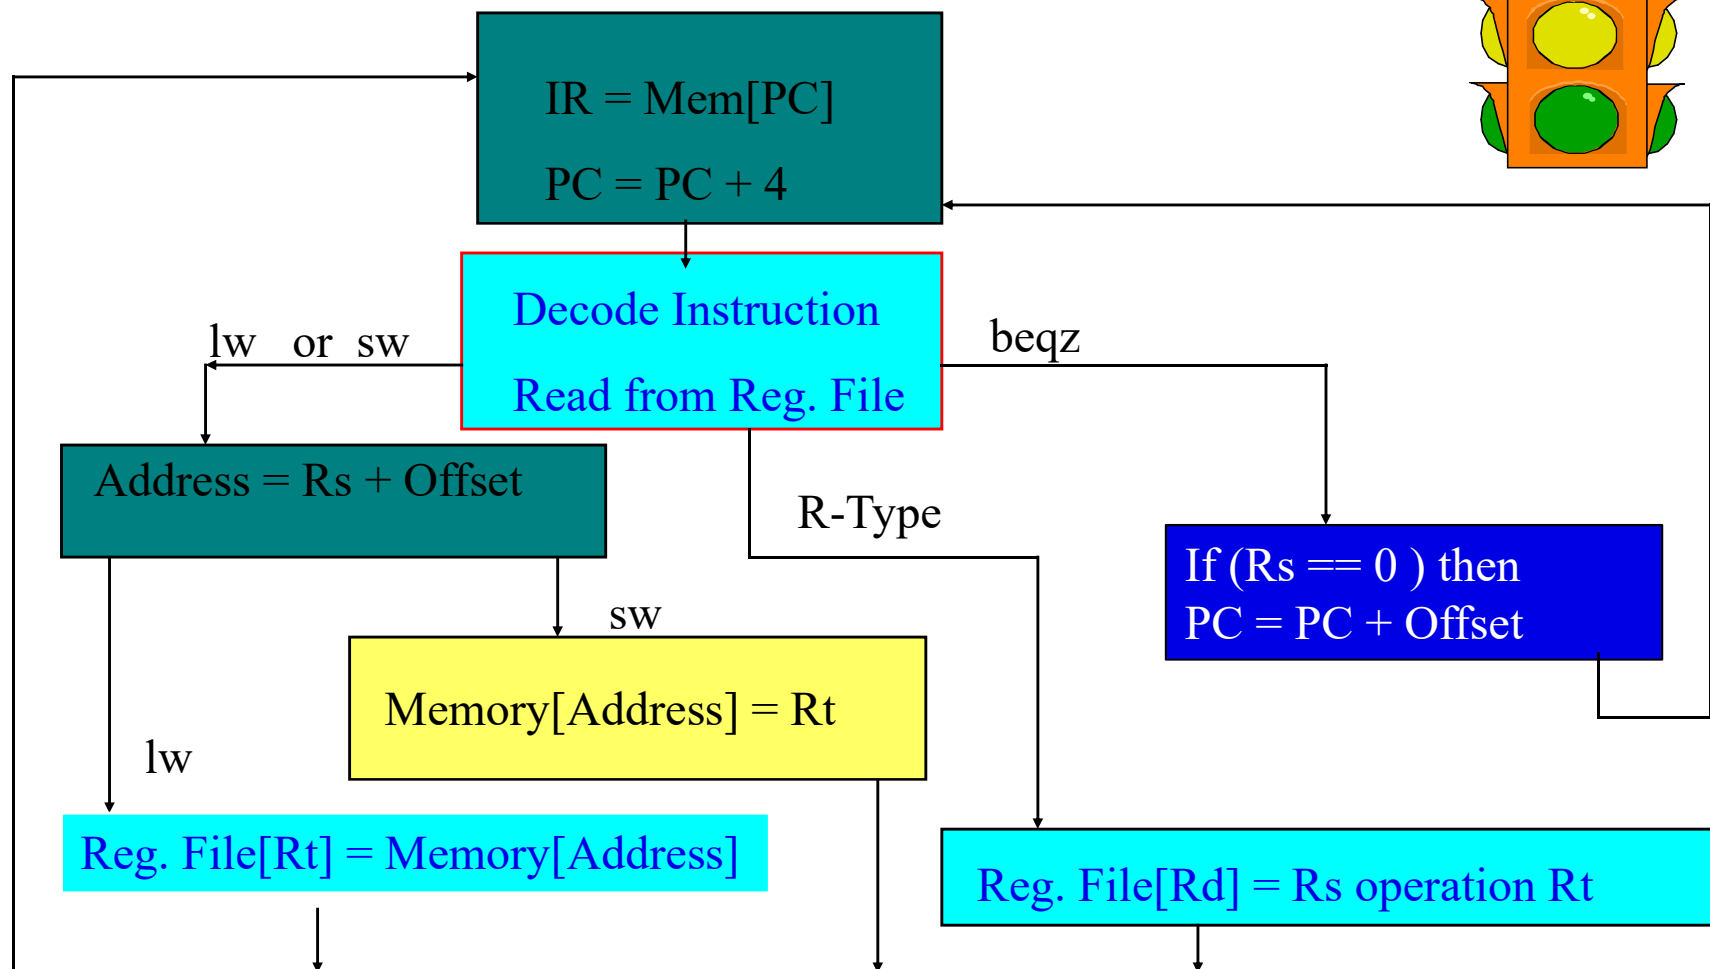 IR = Mem[PC]
PC = PC + 4
Decode Instruction
Read from Reg. File
lw or sw
beqz
Address = Rs + Offset
R-Type
If (Rs == 0 ) then
PC = PC + Offset
sw
Memory[Address] = Rt
lw
Reg. File[Rt] = Memory[Address]
Reg. File[Rd] = Rs operation Rt